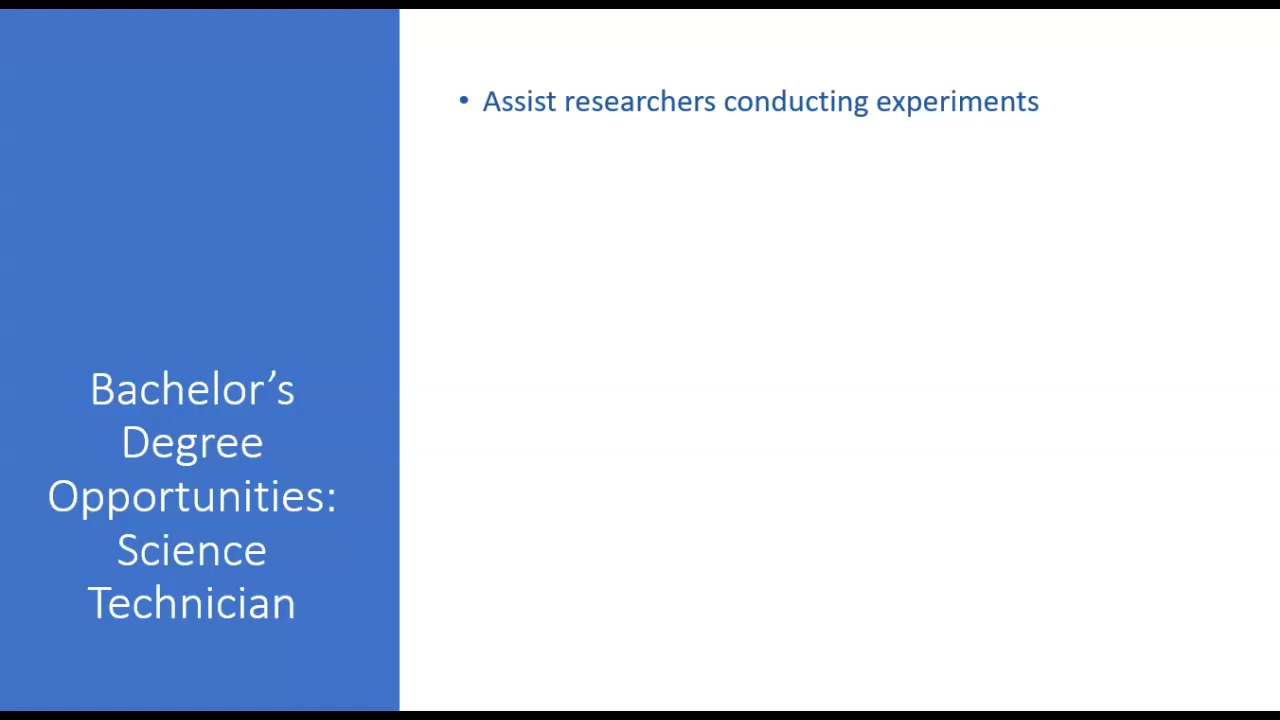 • Assist researchers conducting experiments
Bachelor’s
Degree
Opportunities:
Science
Technician